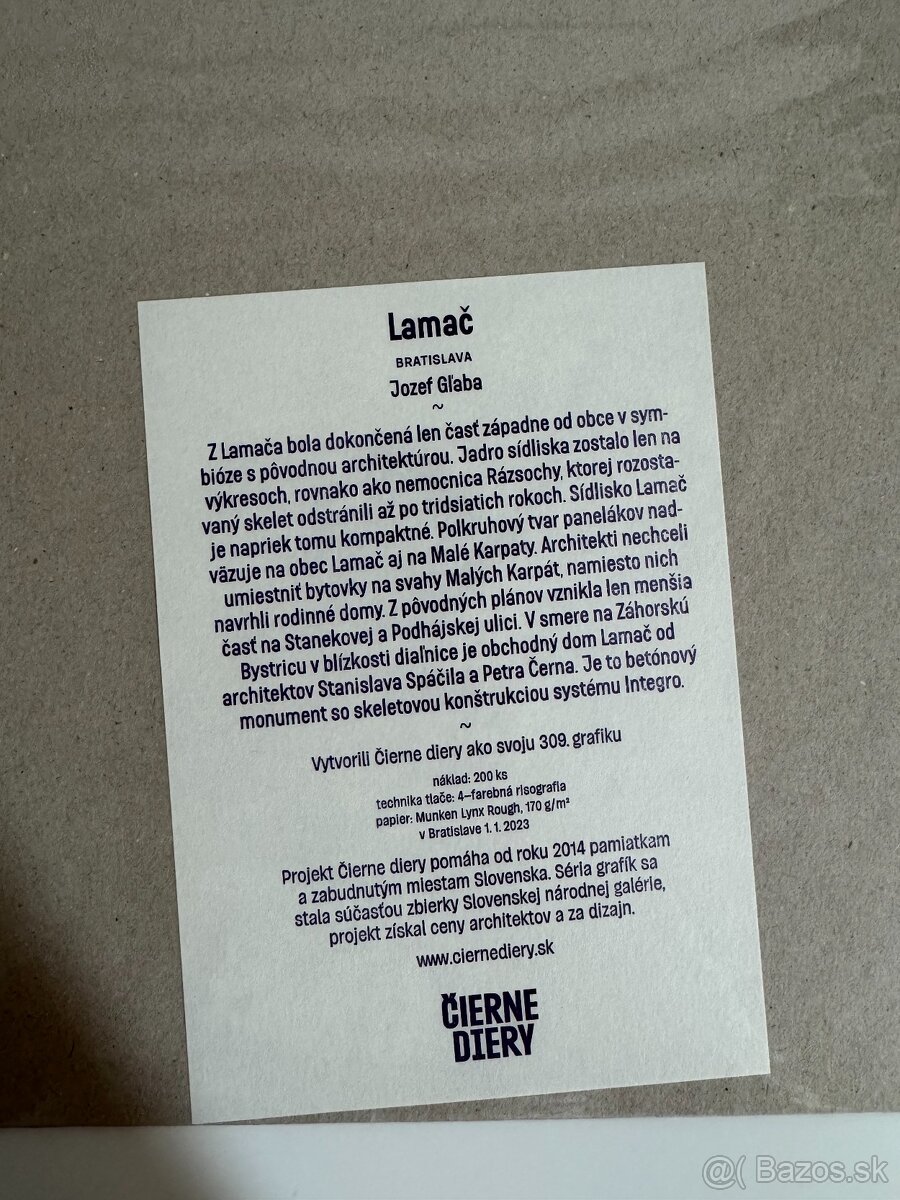 Lamač
BRATISLAVA
Jozef Gľaba
~
Z Lamača bola dokončená len časť západne od obce v sym-
bióze s pôvodnou architektúrou. Jadro sídliska zostalo len na
výkresoch, rovnako ako nemocnica Rázsochy, ktorej rozosta-
vaný skelet odstránili až po tridsiatich rokoch. Sídlisko Lamač
je napriek tomu kompaktné. Polkruhový tvar panelákov nad-
väzuje na obec Lamač aj na Malé Karpaty. Architekti nechceli
umiestniť bytovky na svahy Malých Karpát, namiesto nich
navrhli rodinné domy. Z pôvodných plánov vznikla len menšia
časť na Stanekovej a Podhájskej ulici. V smere na Záhorskú
Bystricu v blízkosti diaľnice je obchodný dom Lamač od
architektov Stanislava Spáčila a Petra Černa. Je to betónový
monument so skeletovou konštrukciou systému Integro.
~
Vytvorili Čierne diery ako svoju 309. grafiku
náklad: 200 ks
technika tlače: 4–farebná risografia
papier: Munken Lynx Rough, 170 g/m²
v Bratislave 1. 1. 2023
Projekt Čierne diery pomáha od roku 2014 pamiatkam
a zabudnutým miestam Slovenska. Séria grafík sa
stala súčasťou zbierky Slovenskej národnej galérie,
projekt získal ceny architektov a za dizajn.
www.ciernediery.sk
ČIERNE
DIERY
@( Bazos.sk